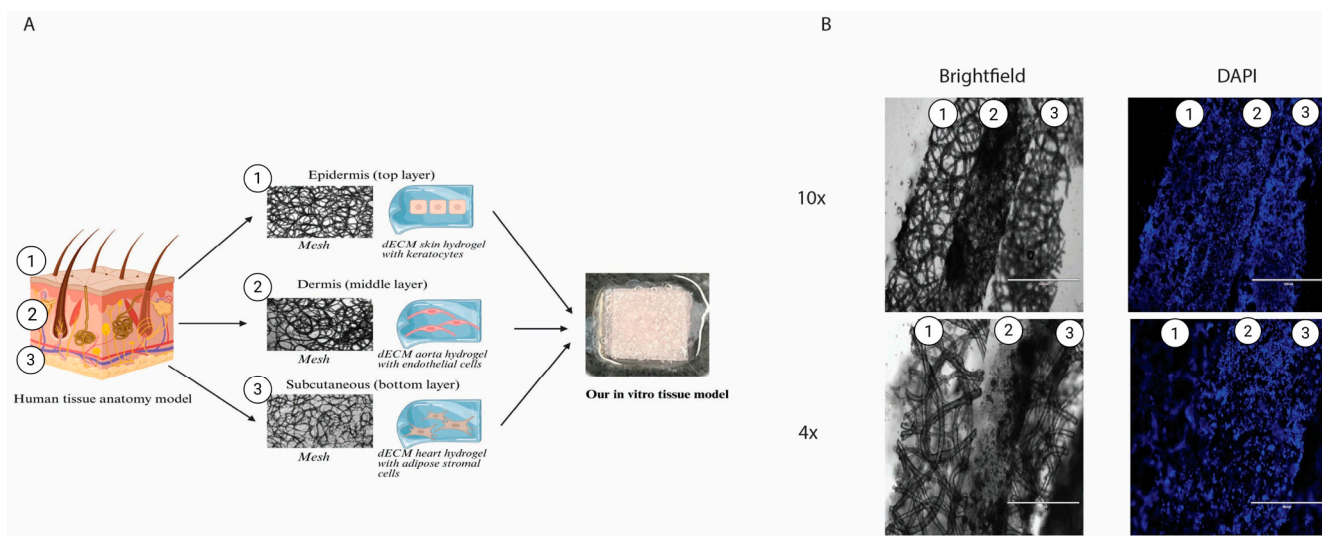 A
B
Brightfield
DAPI
1
Epidermis (top layer)
Mesh
dECM skin hydrogel
with keratocytes
2
Dermis (middle layer)
Mesh
dECM aorta hydrogel
with endothelial cells
3
Subcutaneous (bottom layer)
Mesh
dECM heart hydrogel
with adipose stromal
cells
1
2
3
Human tissue anatomy model
Our in vitro tissue model
10x
1 2 3
1 2 3
4x
1 2 3
1 2 3